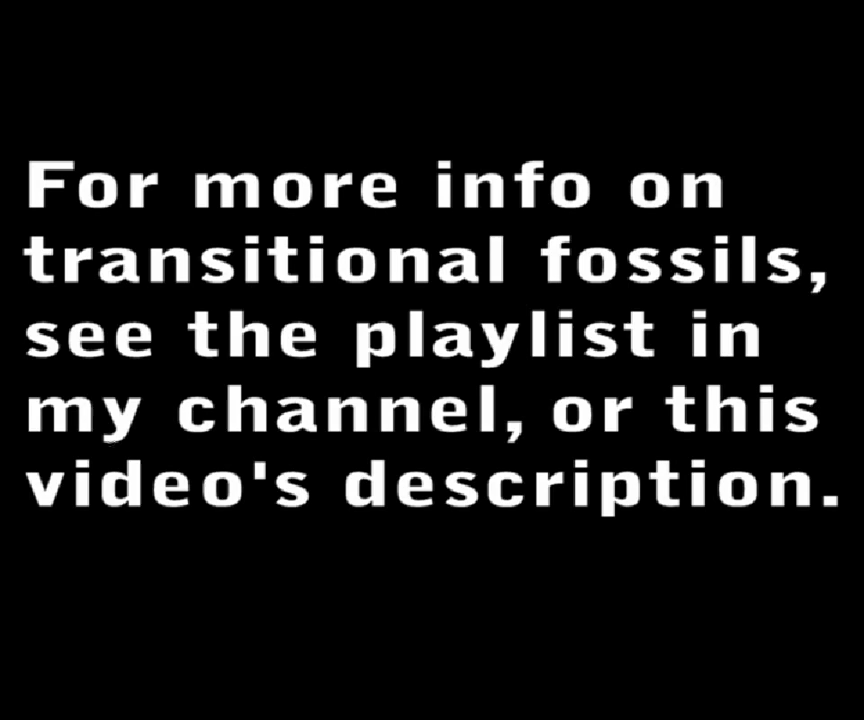 For more info on
transitional fossils,
see the playlist in
my channel, or this
video's description.